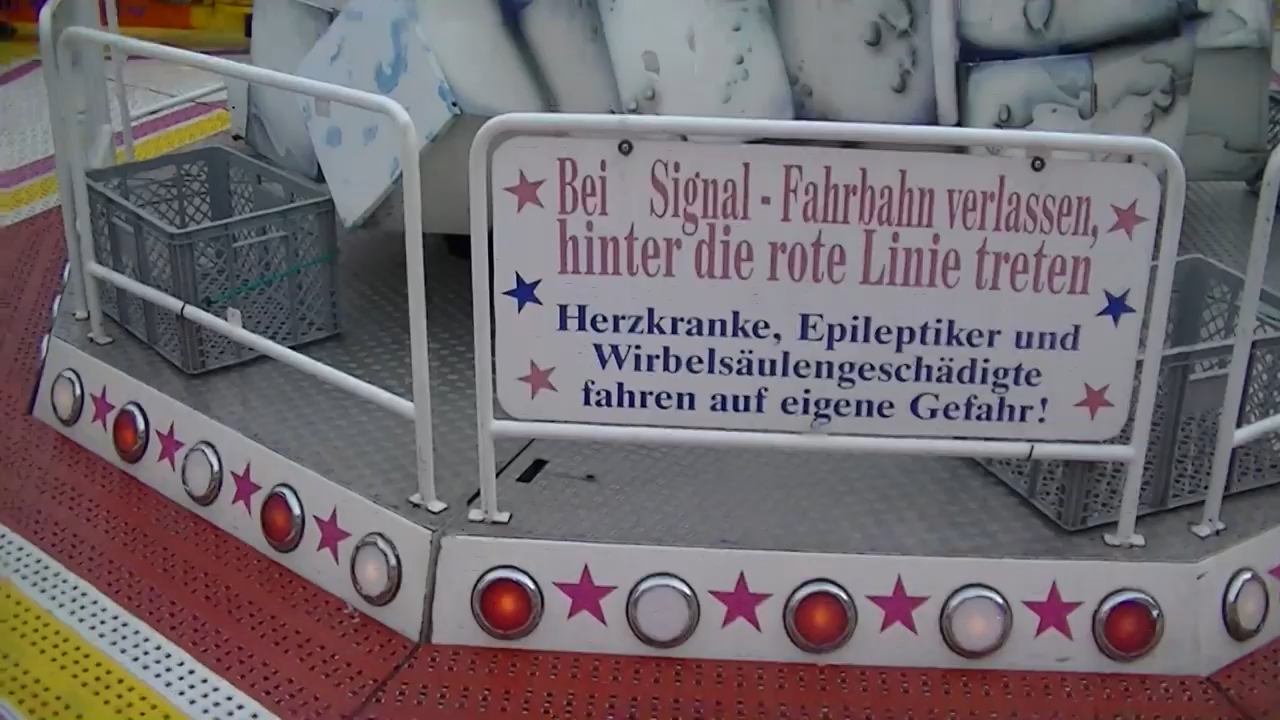 Bei Signal - Fahrbahn verlassen,
hinter die rote Linie treten
Herzkranke, Epileptiker und
Wirbelsäulengeschädigte
fahren auf eigene Gefahr!